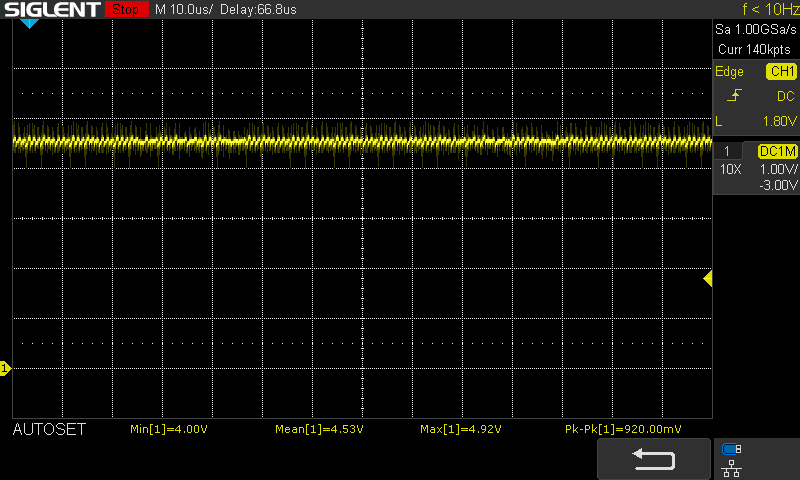 SIGLENT Stop M 10.0us/ Delay:66.8us f < 10Hz
Sa 1.00GSa/s
Curr 140kpts
Edge CH1
DC
L 1.80V
1 DC1M
10X 1.00V/
-3.00V
1
AUTOSET Min[1]=4.00V Mean[1]=4.53V Max[1]=4.92V Pk-Pk[1]=920.00mV